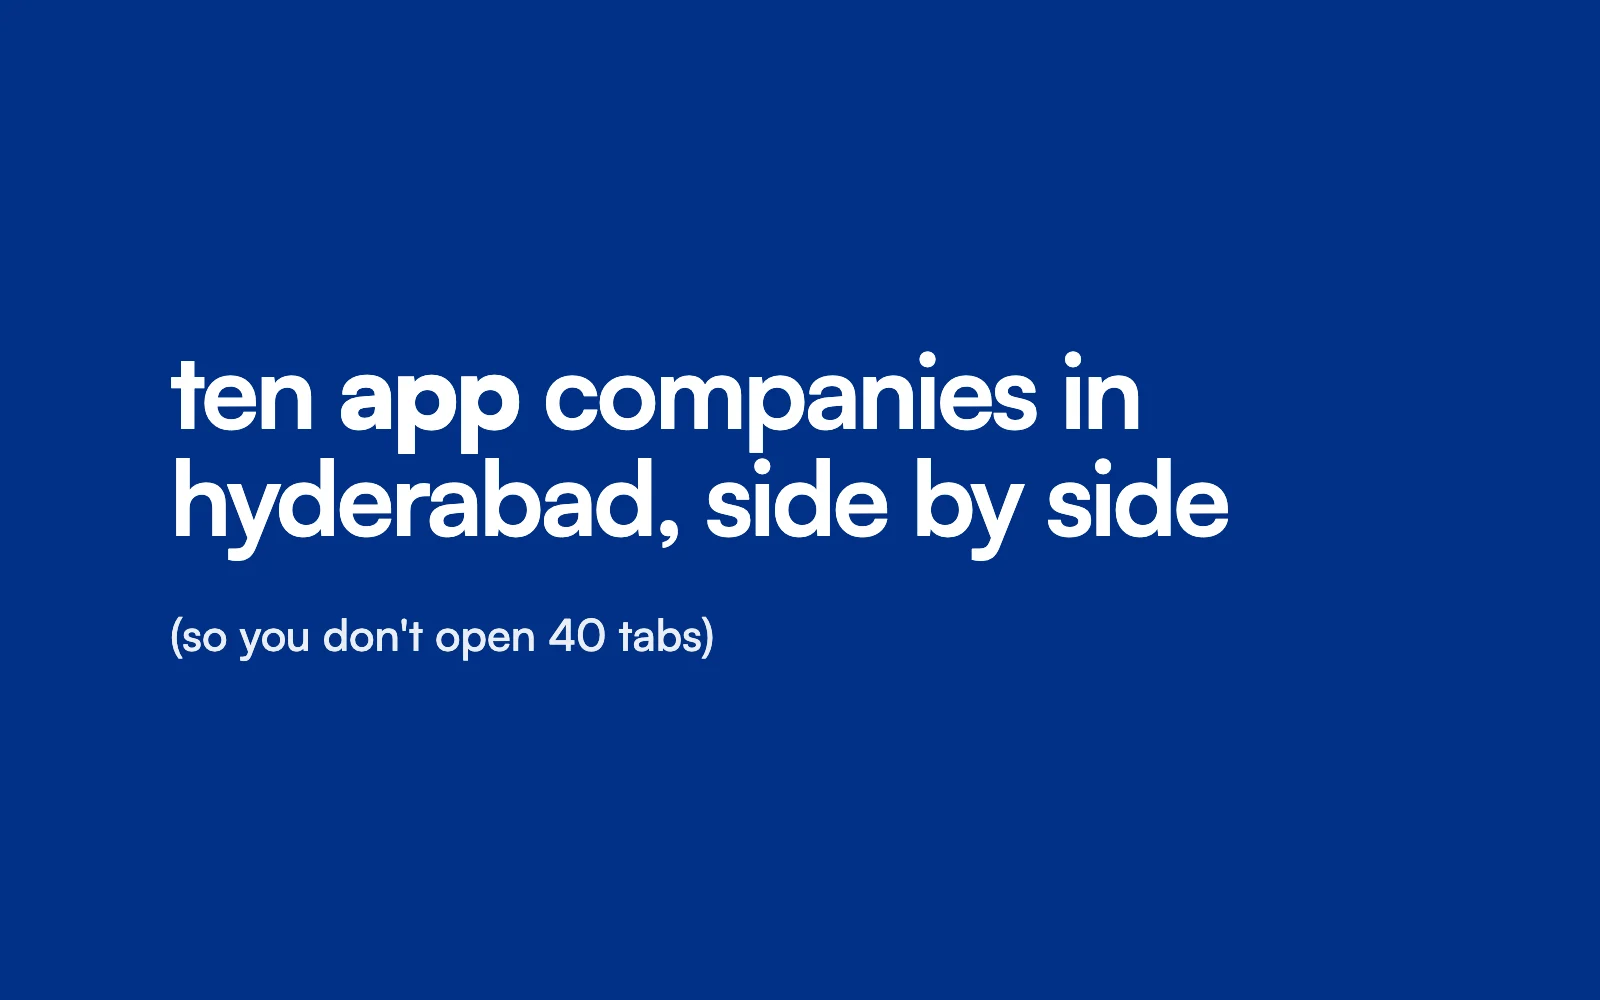 ten app companies in
hyderabad, side by side
(so you don't open 40 tabs)